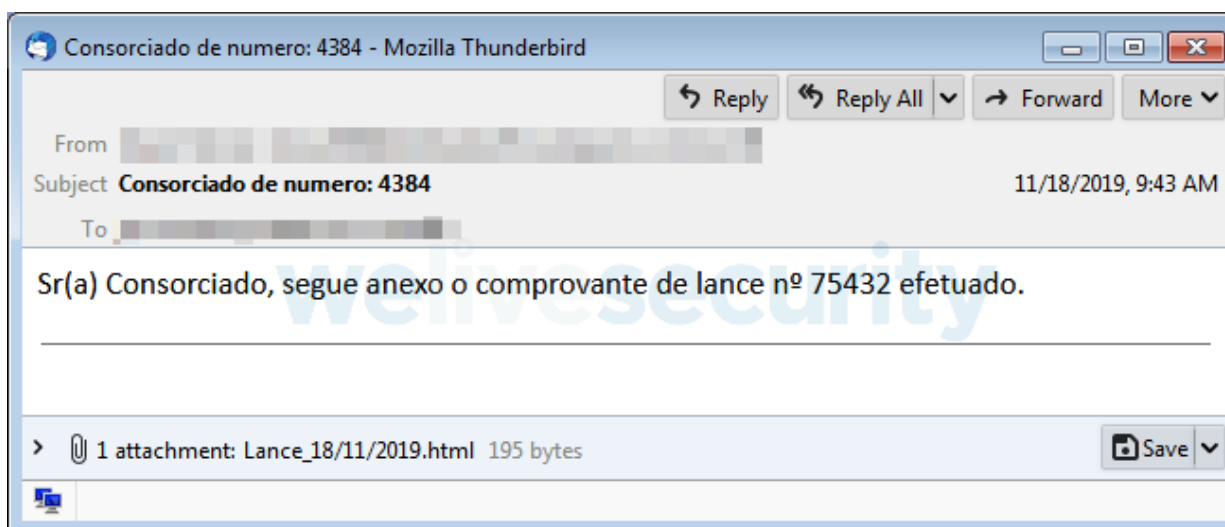 Consorciado de numero: 4384 - Mozilla Thunderbird
Reply Reply All Forward More
From
Subject Consorciado de numero: 4384 11/18/2019, 9:43 AM
To
Sr(a) Consorciado, segue anexo o comprovante de lance nº 75432 efetuado.
welivesecurity
1 attachment: Lance_18/11/2019.html 195 bytes Save